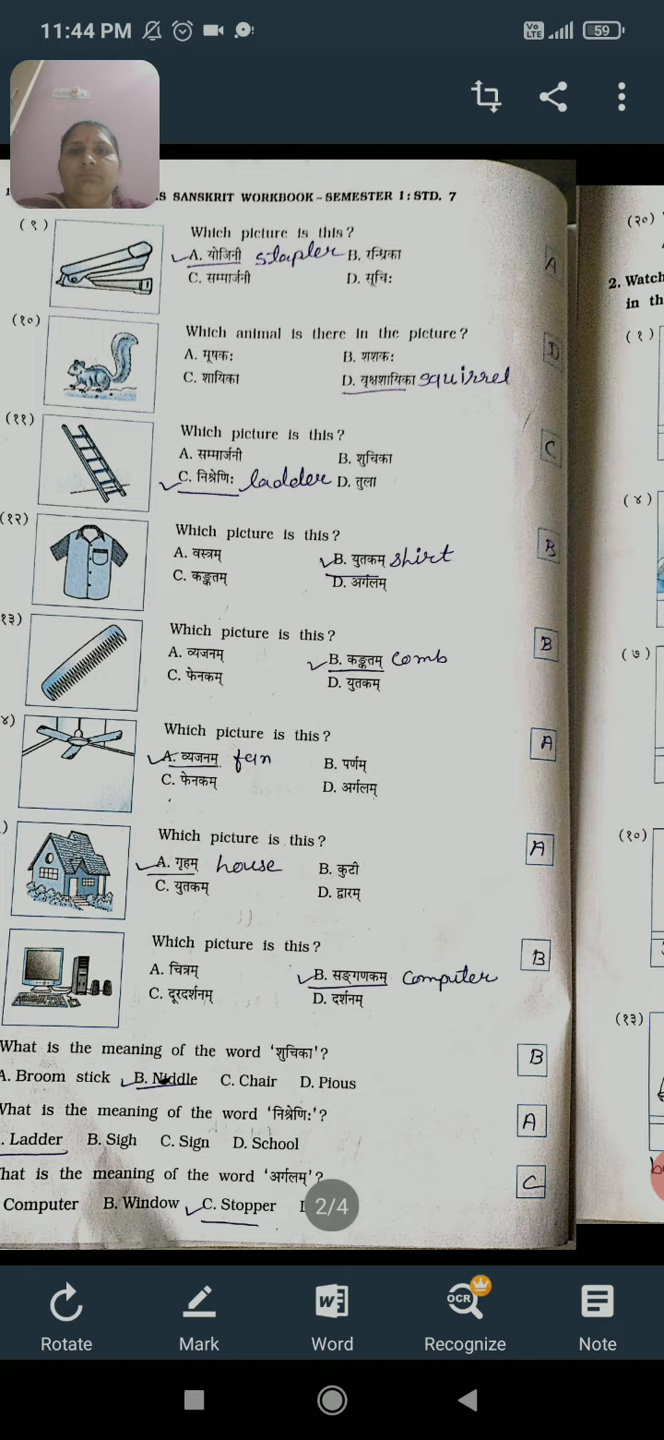 11:44 PM
Vo LTE 59
S SANSKRIT WORKBOOK – SEMESTER I : STD. 7
(९) Which picture is this?
A. योजिनी stapler B. रन्ध्रिका A
C. सम्मार्जनी D. सूचि:
(१०) Which animal is there in the picture? D
A. मूषक: B. शशक:
C. शायिका D. वृक्षशायिका squirrel
(११) Which picture is this?
A. सम्मार्जनी B. शुचिका C
C. निश्रेणि: ladder D. तुला
(१२) Which picture is this?
A. वस्त्रम् B. युतकम् shirt B
C. कङ्कतम् D. अर्गलम्
१३) Which picture is this?
A. व्यजनम् B. कङ्कतम् comb B
C. फेनकम् D. युतकम्
४) Which picture is this?
A. व्यजनम् fan B. पर्णम् A
C. फेनकम् D. अर्गलम्
) Which picture is this?
A. गृहम् house B. कुटी A
C. युतकम् D. द्वारम्
Which picture is this?
A. चित्रम् B. सङ्गणकम् Computer B
C. दूरदर्शनम् D. दर्शनम्
What is the meaning of the word 'शुचिका'? B
A. Broom stick B. Niddle C. Chair D. Pious
What is the meaning of the word 'निश्रेणि:'? A
. Ladder B. Sigh C. Sign D. School
hat is the meaning of the word 'अर्गलम्'? C
Computer B. Window C. Stopper
2/4
(२०)
2. Watch
in th
(१)
(४)
(७)
(१०)
(१३)
OCR
Rotate Mark Word Recognize Note